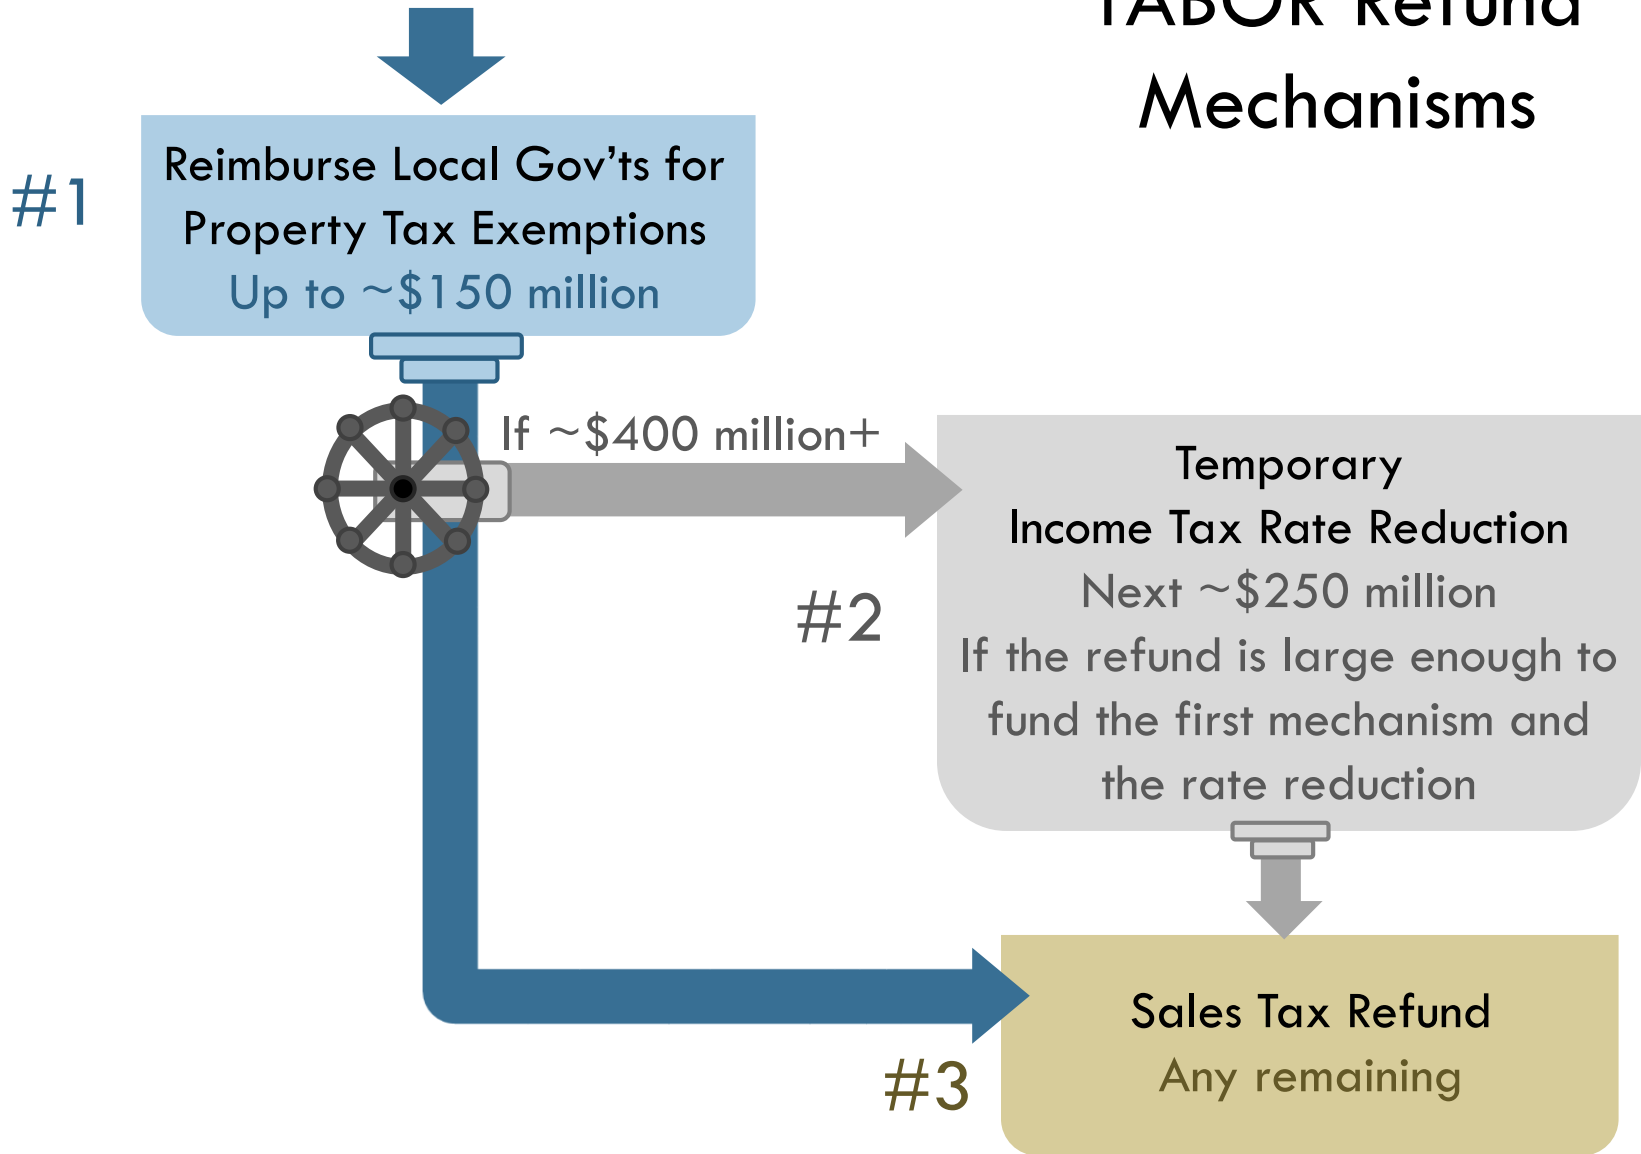 TABOR Refund
Mechanisms
#1
Reimburse Local Gov'ts for
Property Tax Exemptions
Up to ~$150 million
If ~$400 million+
#2
Temporary
Income Tax Rate Reduction
Next ~$250 million
If the refund is large enough to
fund the first mechanism and
the rate reduction
#3
Sales Tax Refund
Any remaining